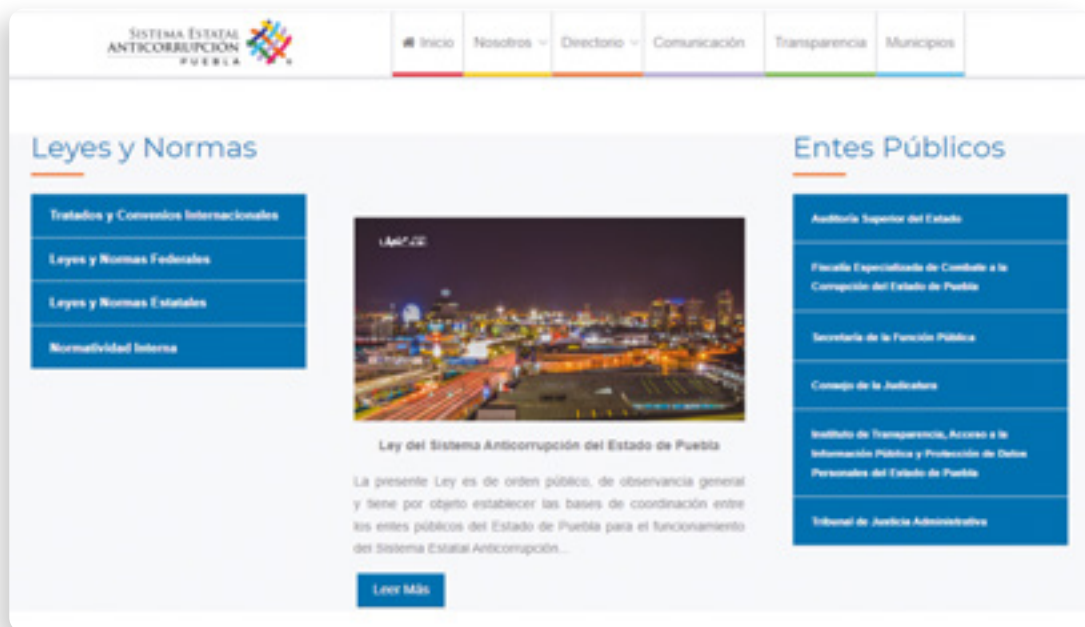 SISTEMA ESTATAL
ANTICORRUPCIÓN
PUEBLA
Inicio
Nosotros
Directorio
Comunicación
Transparencia
Municipios
Leyes y Normas
Tratados y Convenios Internacionales
Leyes y Normas Federales
Leyes y Normas Estatales
Normatividad Interna
Ley del Sistema Anticorrupción del Estado de Puebla
La presente Ley es de orden público, de observancia general
y tiene por objeto establecer las bases de coordinación entre
los entes públicos del Estado de Puebla para el funcionamiento
del Sistema Estatal Anticorrupción...
Leer Más
Entes Públicos
Auditoría Superior del Estado
Fiscalía Especializada de Combate a la
Corrupción del Estado de Puebla
Secretaría de la Función Pública
Consejo de la Judicatura
Instituto de Transparencia, Acceso a la
Información Pública y Protección de Datos
Personales del Estado de Puebla
Tribunal de Justicia Administrativa